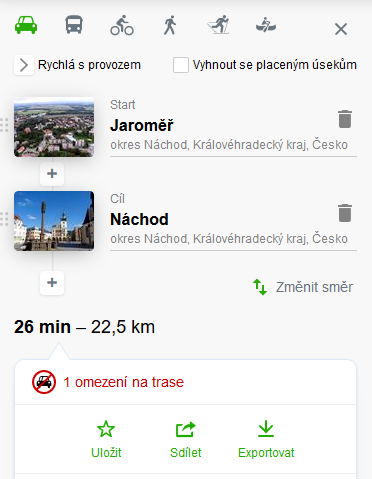 Rychlá s provozem
Vyhnout se placeným úsekům
Start
Jaroměř
okres Náchod, Královéhradecký kraj, Česko
Cíl
Náchod
okres Náchod, Královéhradecký kraj, Česko
Změnit směr
26 min – 22,5 km
1 omezení na trase
Uložit
Sdílet
Exportovat